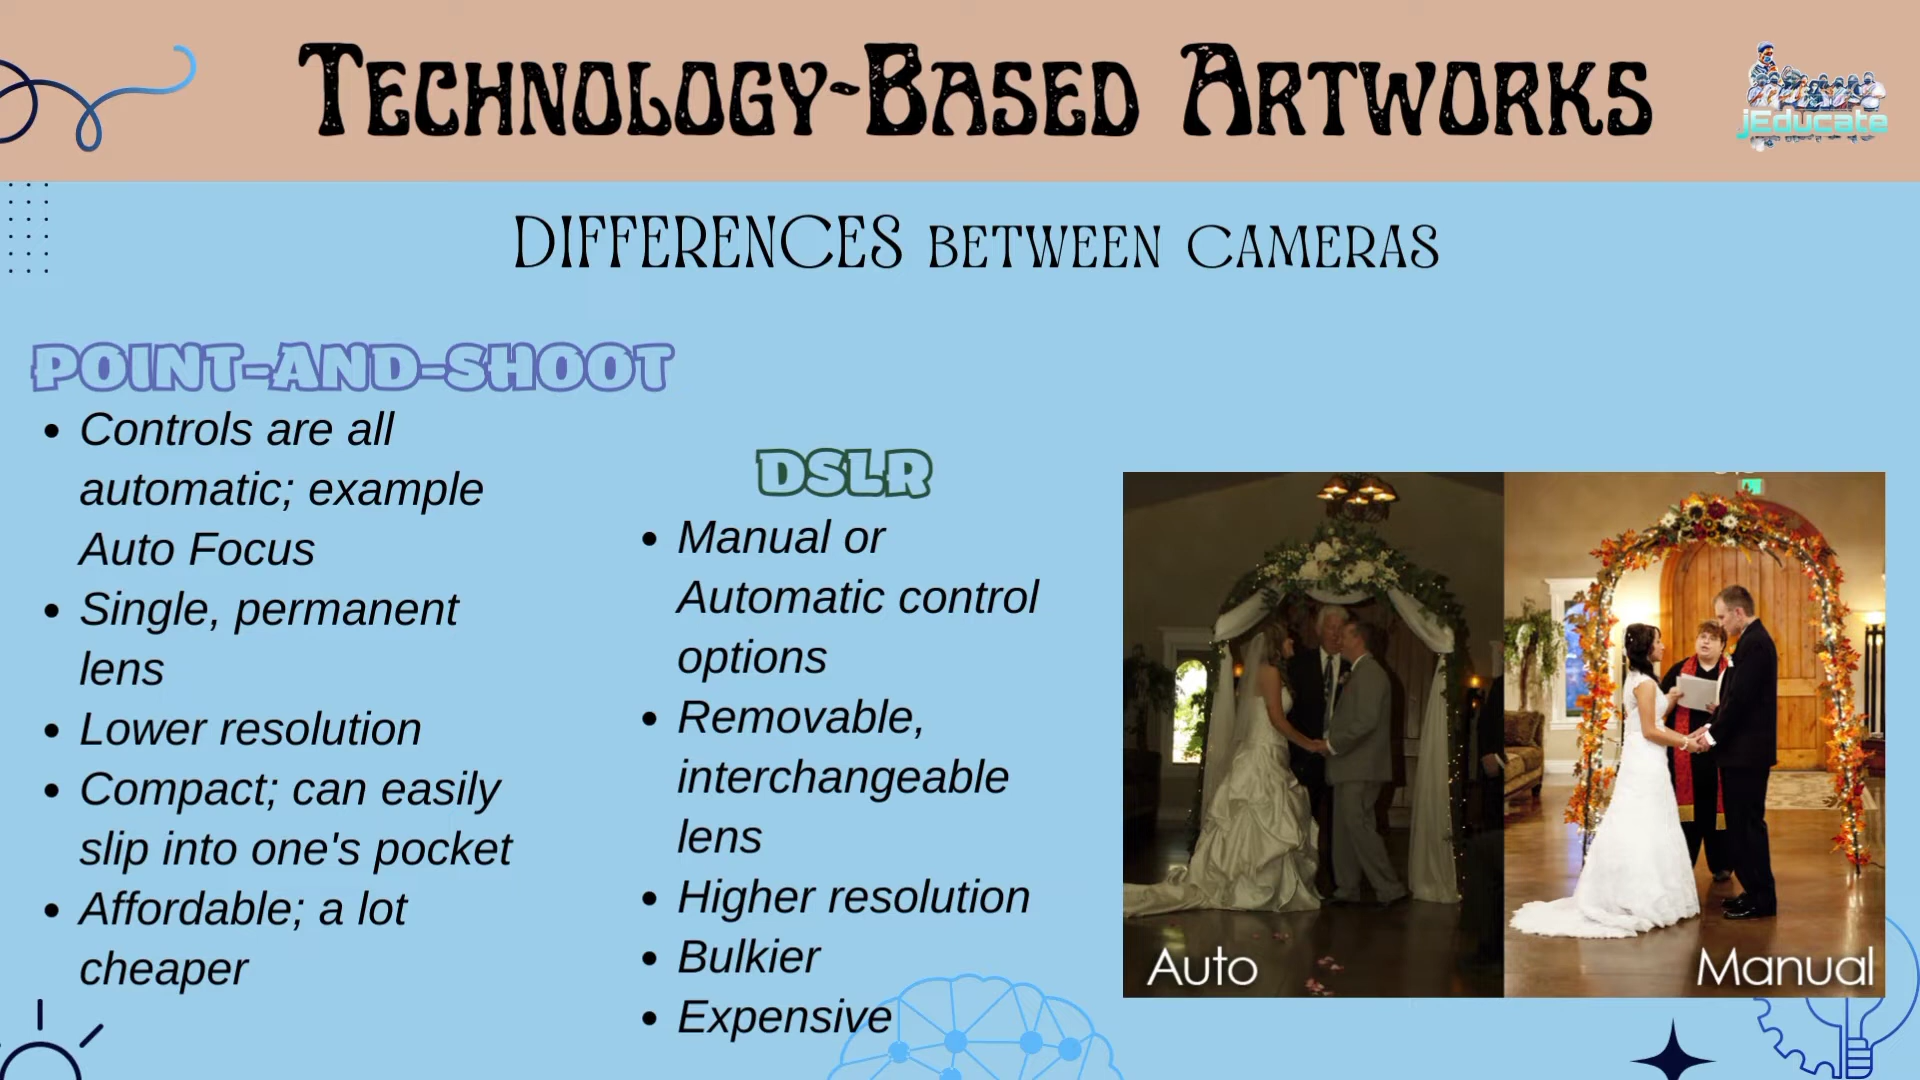 TECHNOLOGY-BASED ARTWORKS
jEducate
DIFFERENCES BETWEEN CAMERAS
POINT-AND-SHOOT
• Controls are all
automatic; example
Auto Focus
• Single, permanent
lens
• Lower resolution
• Compact; can easily
slip into one's pocket
• Affordable; a lot
cheaper
DSLR
• Manual or
Automatic control
options
• Removable,
interchangeable
lens
• Higher resolution
• Bulkier
• Expensive
Auto
Manual